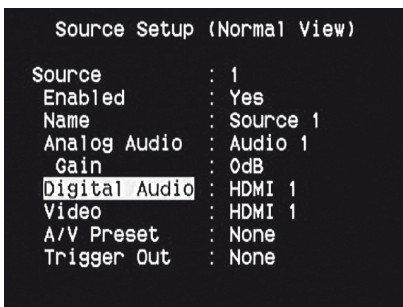 Source Setup (Normal View)
Source : 1
Enabled : Yes
Name : Source 1
Analog Audio : Audio 1
Gain : 0dB
Digital Audio : HDMI 1
Video : HDMI 1
A/V Preset : None
Trigger Out : None